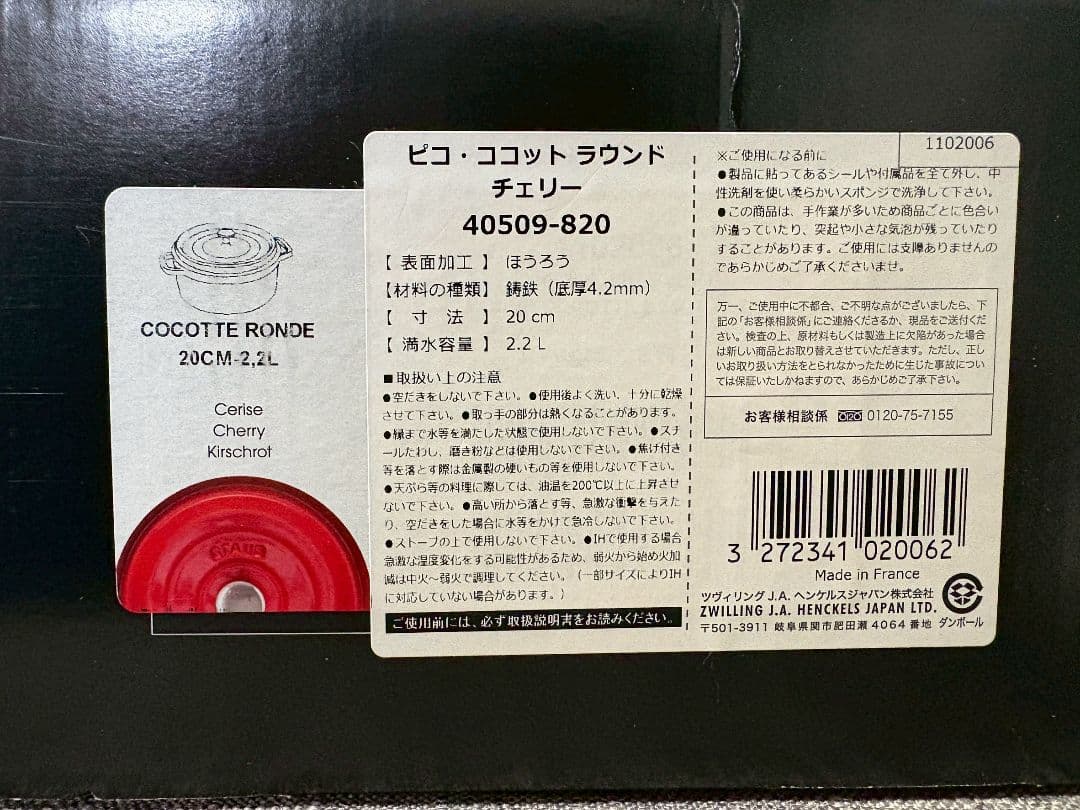 COCOTTE RONDE
20CM-2,2L
Cerise
Cherry
Kirschrot
STAUB
ピコ・ココット ラウンド
チェリー
40509-820
【 表面加工 】 ほうろう
【材料の種類】 鋳鉄（底厚4.2mm）
【 寸 法 】 20 cm
【 満水容量 】 2.2 L
■取扱い上の注意
●空だきをしないで下さい。●使用後よく洗い、十分に乾燥
させて下さい。●取っ手の部分は熱くなることがあります。
●縁まで水等を満たした状態で使用しないで下さい。●スチ
ールたわし、磨き粉などは使用しないで下さい。●焦げ付き
等を落とす際は金属製の硬いもの等を使用しないで下さい。
●天ぷら等の料理に際しては、油温を200℃以上に上昇させ
ないで下さい。●高い所から落とす等、急激な衝撃を与えた
り、空だきをした場合に水等をかけて急冷しないで下さい。
●ストーブの上で使用しないで下さい。●IHで使用する場合
急激な温度変化をする可能性があるため、弱火から始め火加
減は中火～弱火で調理してください。（一部サイズによりIH
に対応していない場合があります。）
ご使用前には、必ず取扱説明書をお読みください。
1102006
※ご使用になる前に
●製品に貼ってあるシールや付属品を全て外し、中
性洗剤を使い柔らかいスポンジで洗浄して下さい。
●この商品は、手作業が多いため商品ごとに色合い
が違っていたり、突起や小さな気泡が残っていたり
することがあります。ご使用には支障ありませんの
であらかじめご了承くださいませ。
万一、ご使用中に不都合、ご不明な点がございましたら、下
記の「お客様相談係」にご連絡くださるか、現品をご送付くだ
さい。検査の上、原材料もしくは製造上に欠陥があった場合
は新しい商品とお取り替えさせていただきます。ただし、正し
いお取り扱い方法をとられなかったために生じた事故につい
ては保証いたしかねますので、あらかじめご了承下さい。
お客様相談係 0120-75-7155
3 272341 020062
Made in France
ツヴィリング J.A. ヘンケルスジャパン株式会社
ZWILLING J.A. HENCKELS JAPAN LTD.
〒501-3911 岐阜県関市肥田瀬 4064 番地
ダンボール